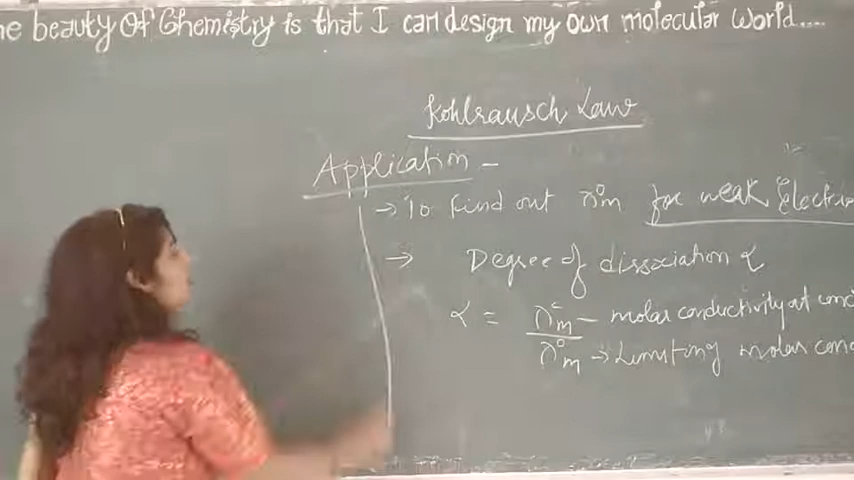 he beauty Of Chemistry is that I can design my own molecular world....
Kohlrausch Law
Application -
→ To find out λ°m for weak Electro
→ Degree of dissociation α
α = λᶜm - molar conductivity at conc
λ°m → Limiting molar cond